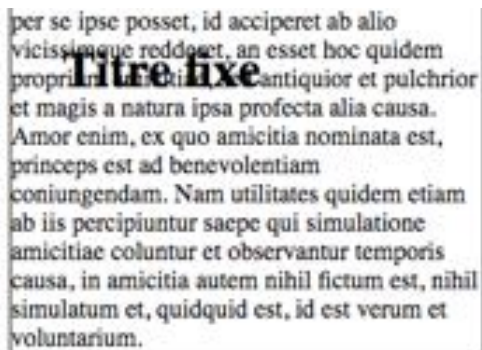 per se ipse posset, id acciperet ab alio
vicissimque redderet, an esset hoc quidem
Titre fixe
antiquior et pulchrior
et magis a natura ipsa profecta alia causa.
Amor enim, ex quo amicitia nominata est,
princeps est ad benevolentiam
coniungendam. Nam utilitates quidem etiam
ab iis percipiuntur saepe qui simulatione
amicitiae coluntur et observantur temporis
causa, in amicitia autem nihil fictum est, nihil
simulatum et, quidquid est, id est verum et
voluntarium.